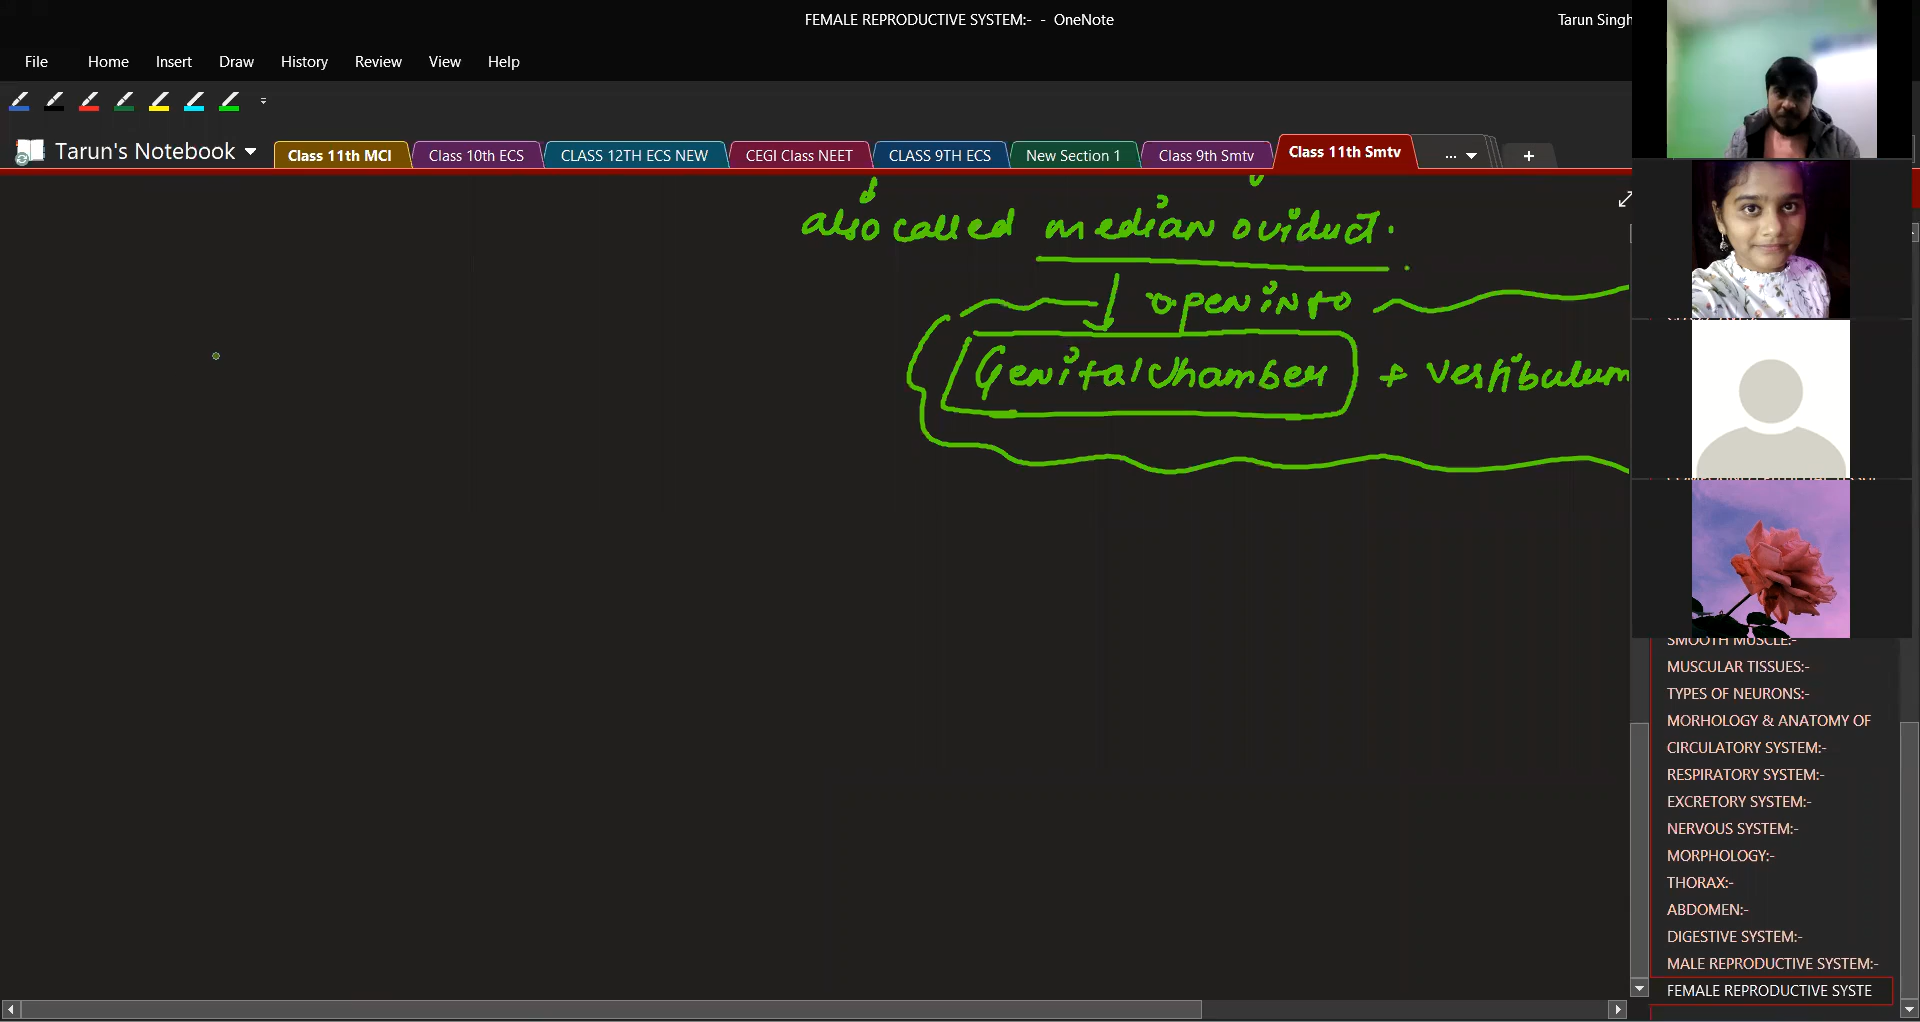 FEMALE REPRODUCTIVE SYSTEM:- - OneNote
Tarun Singh
File Home Insert Draw History Review View Help
Tarun's Notebook
Class 11th MCI Class 10th ECS CLASS 12TH ECS NEW CEGI Class NEET CLASS 9TH ECS New Section 1 Class 9th Smtv Class 11th Smtv ... +
also called median oviduct.
open into
Genital Chamber + vestibulum
SMOOTH MUSCLE:-
MUSCULAR TISSUES:-
TYPES OF NEURONS:-
MORHOLOGY & ANATOMY OF
CIRCULATORY SYSTEM:-
RESPIRATORY SYSTEM:-
EXCRETORY SYSTEM:-
NERVOUS SYSTEM:-
MORPHOLOGY:-
THORAX:-
ABDOMEN:-
DIGESTIVE SYSTEM:-
MALE REPRODUCTIVE SYSTEM:-
FEMALE REPRODUCTIVE SYSTE